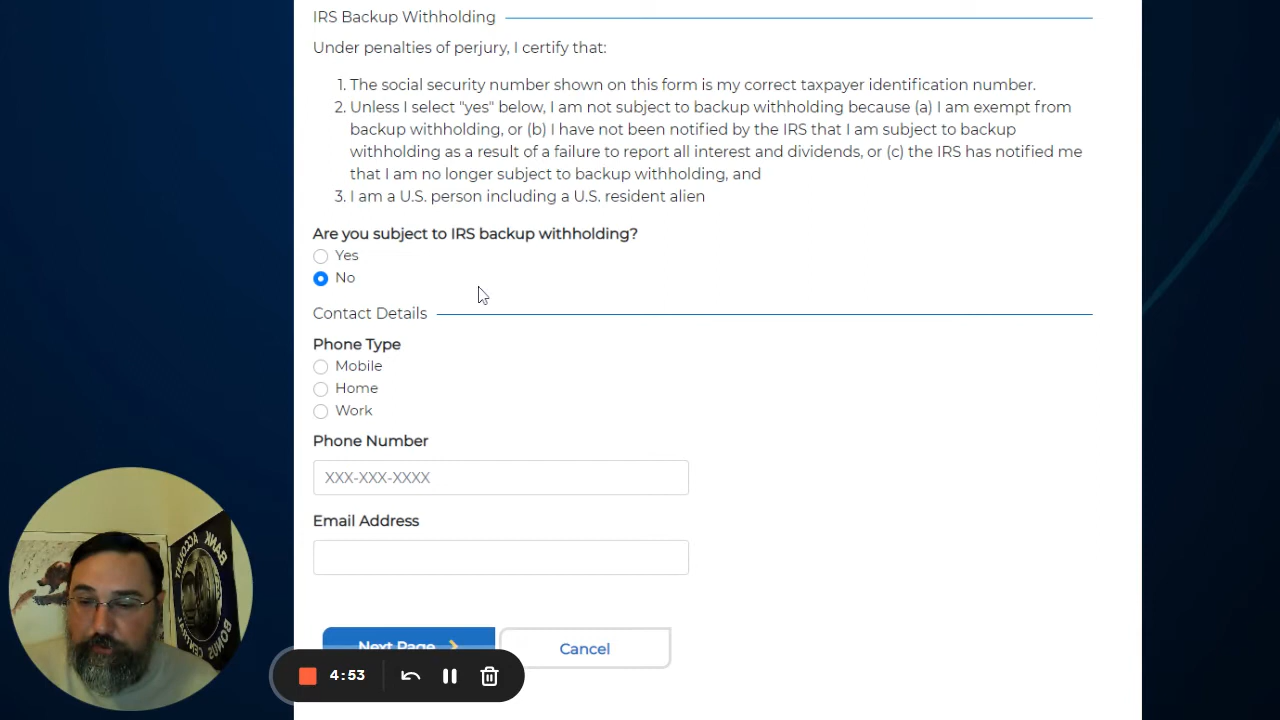 IRS Backup Withholding
Under penalties of perjury, I certify that:
1. The social security number shown on this form is my correct taxpayer identification number.
2. Unless I select "yes" below, I am not subject to backup withholding because (a) I am exempt from
backup withholding, or (b) I have not been notified by the IRS that I am subject to backup
withholding as a result of a failure to report all interest and dividends, or (c) the IRS has notified me
that I am no longer subject to backup withholding, and
3. I am a U.S. person including a U.S. resident alien
Are you subject to IRS backup withholding?
Yes
No
Contact Details
Phone Type
Mobile
Home
Work
Phone Number
XXX-XXX-XXXX
Email Address
Next Page
Cancel
4:53
BANK
ACCOUNT
BONUS
CENTRAL